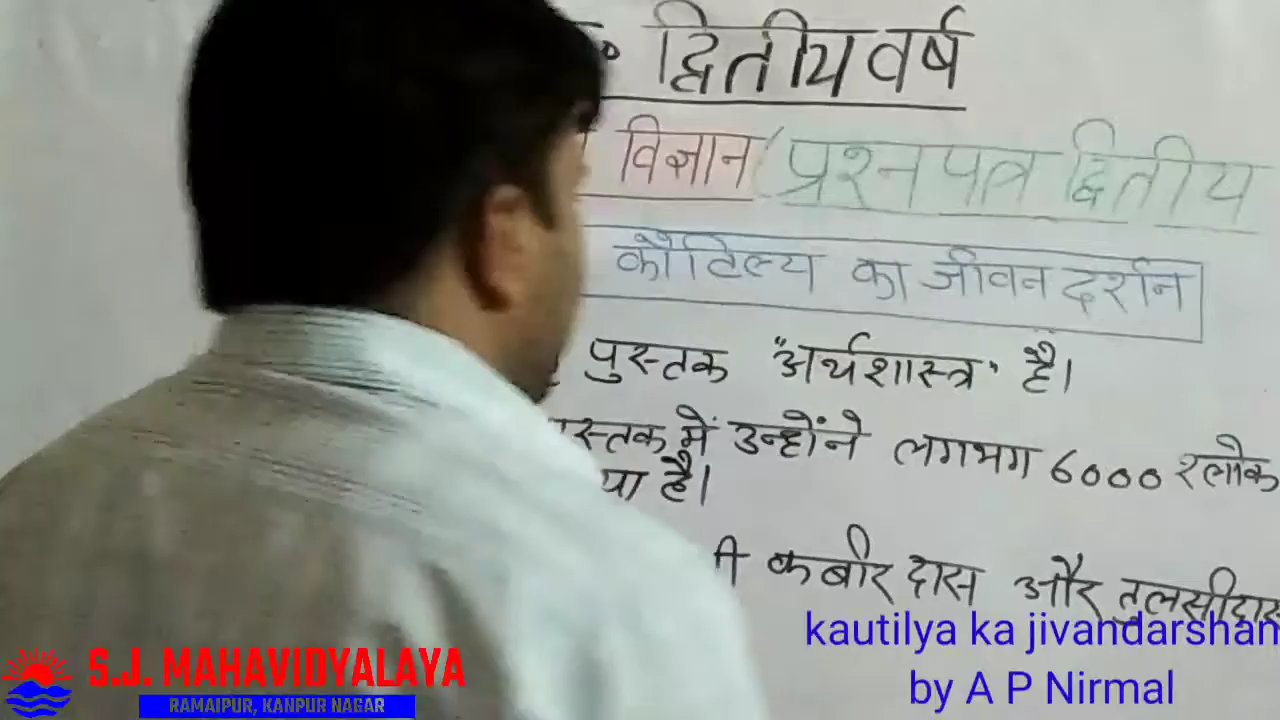 द्वितीय वर्ष
विज्ञान प्रश्न पत्र द्वितीय
कौटिल्य का जीवन दर्शन
पुस्तक "अर्थशास्त्र" है।
में उन्होंने लगभग 6000 श्लोक
है।
कबीर दास और तुलसीदास
kautilya ka jivandarshan
by A P Nirmal
S.J. MAHAVIDYALAYA
RAMAIPUR, KANPUR NAGAR